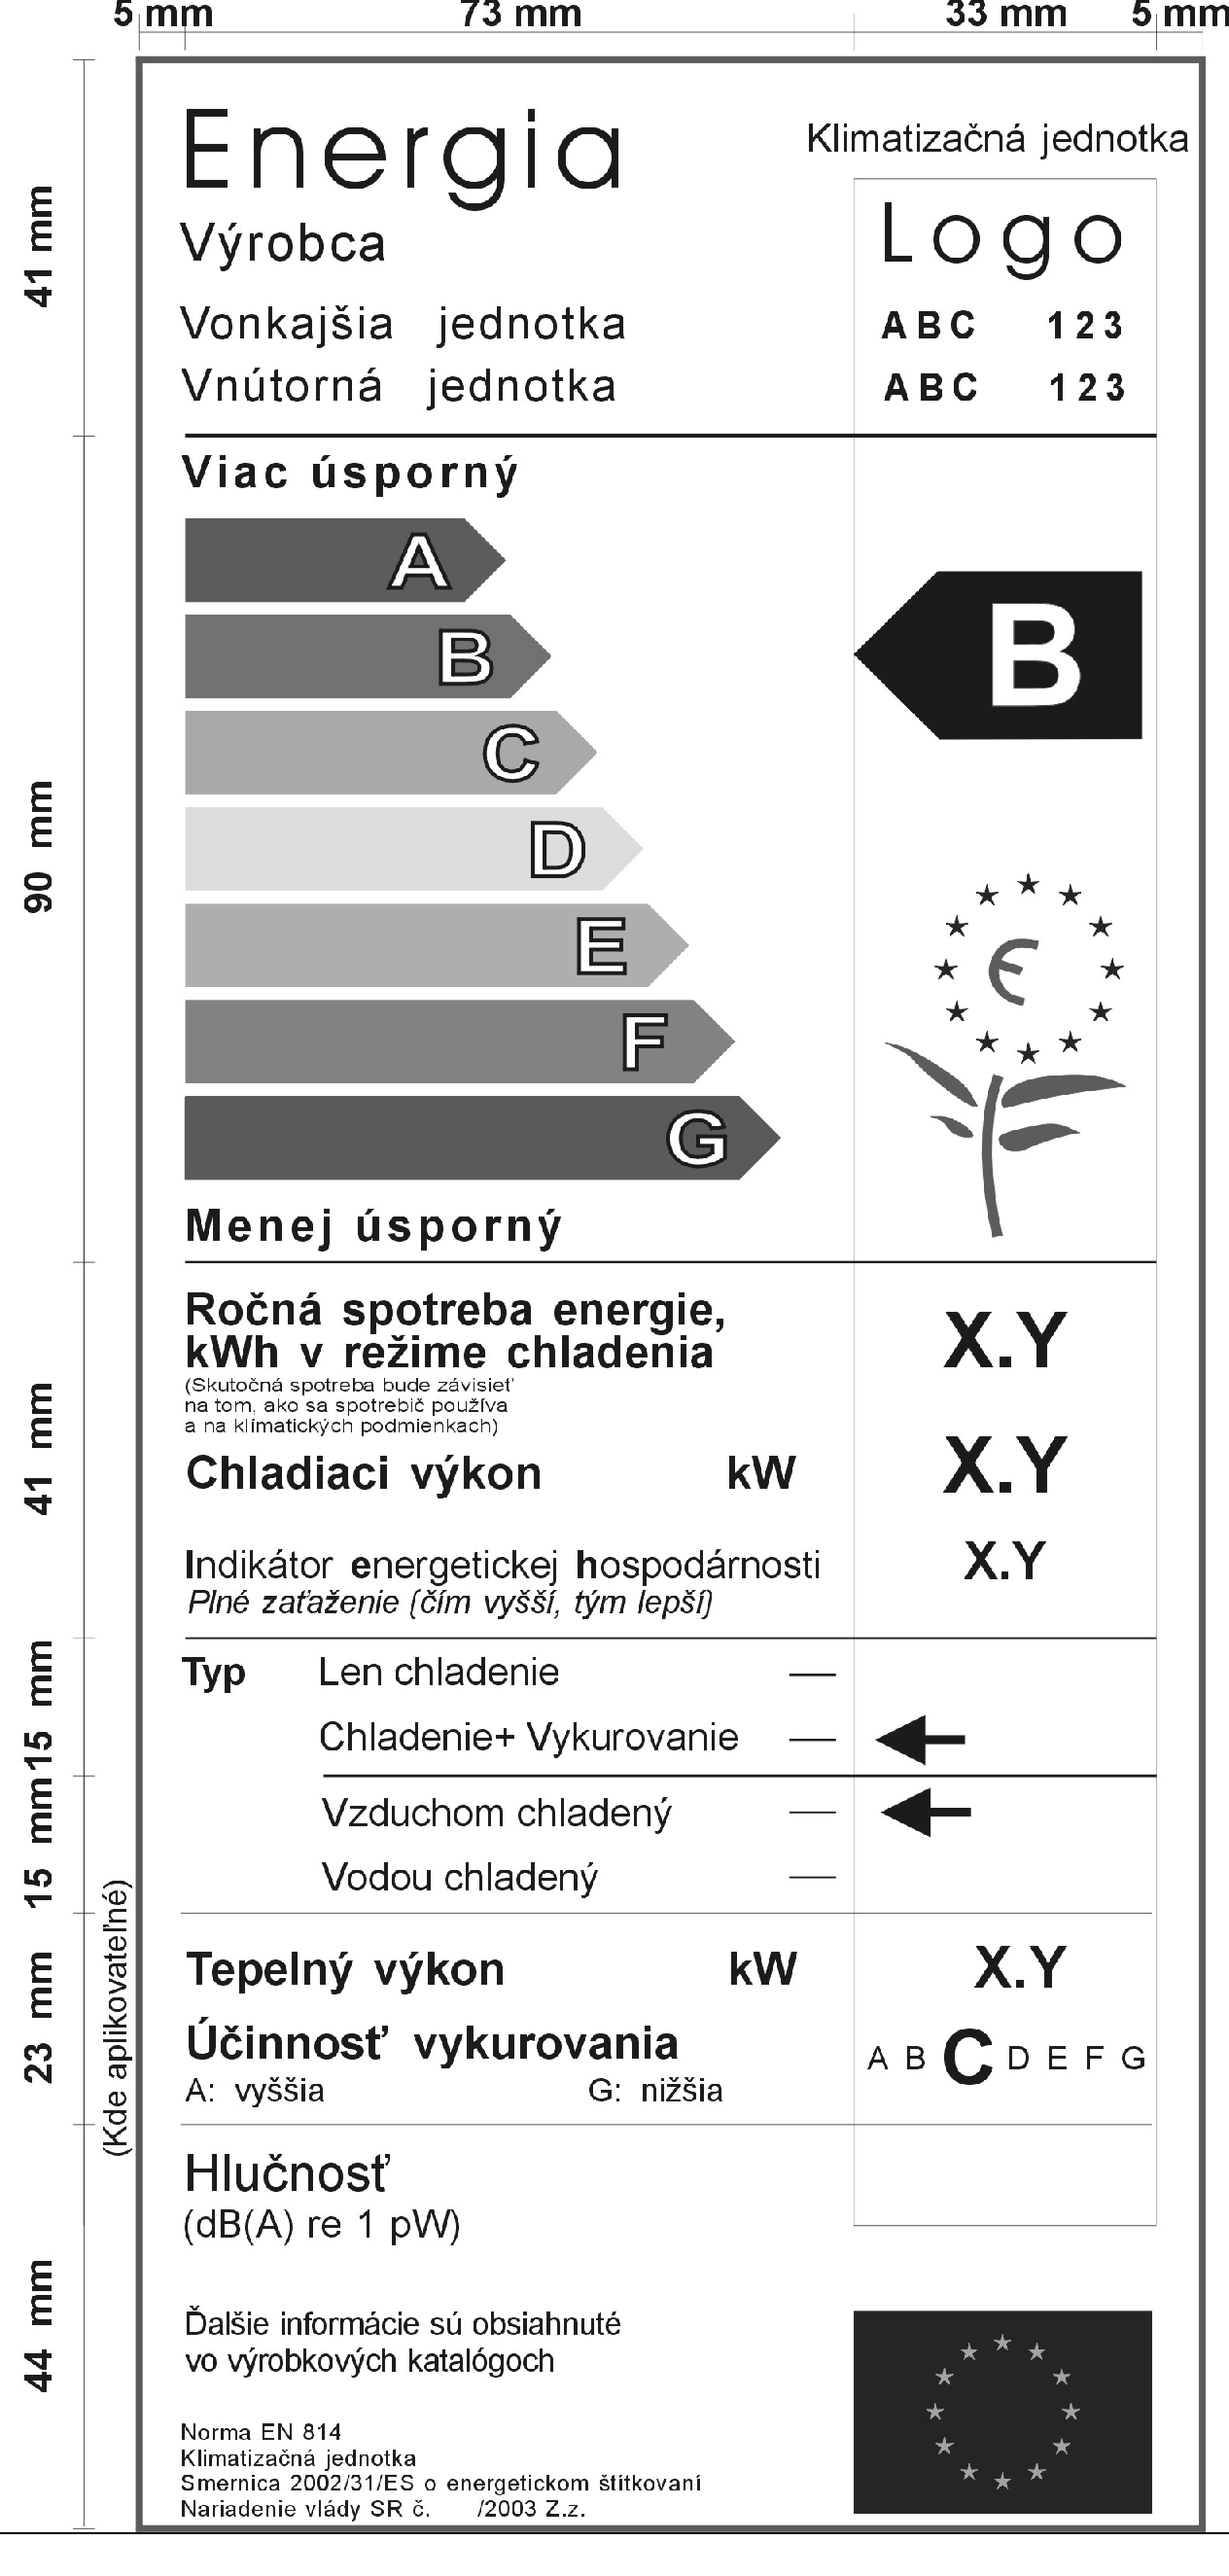 5 mm 73 mm 33 mm 5 mm
Energia
Klimatizačná jednotka
Výrobca
Logo
Vonkajšia jednotka ABC 123
Vnútorná jednotka ABC 123
41 mm
Viac úsporný
A
B
B
C
D
E
F
G
Menej úsporný
90 mm
Ročná spotreba energie,
kWh v režime chladenia
X.Y
(Skutočná spotreba bude závisieť
na tom, ako sa spotrebič používa
a na klímatických podmienkach)
Chladiaci výkon kW X.Y
Indikátor energetickej hospodárnosti X.Y
Plné zaťaženie (čím vyšší, tým lepší)
41 mm
Typ Len chladenie —
Chladenie+ Vykurovanie —
15 mm
Vzduchom chladený —
Vodou chladený —
15 mm
Tepelný výkon kW X.Y
Účinnosť vykurovania A B C D E F G
A: vyššia G: nižšia
23 mm
(Kde aplikovateľné)
Hlučnosť
(dB(A) re 1 pW)
Ďalšie informácie sú obsiahnuté
vo výrobkových katalógoch
44 mm
Norma EN 814
Klimatizačná jednotka
Smernica 2002/31/ES o energetickom štítkovaní
Nariadenie vlády SR č. /2003 Z.z.